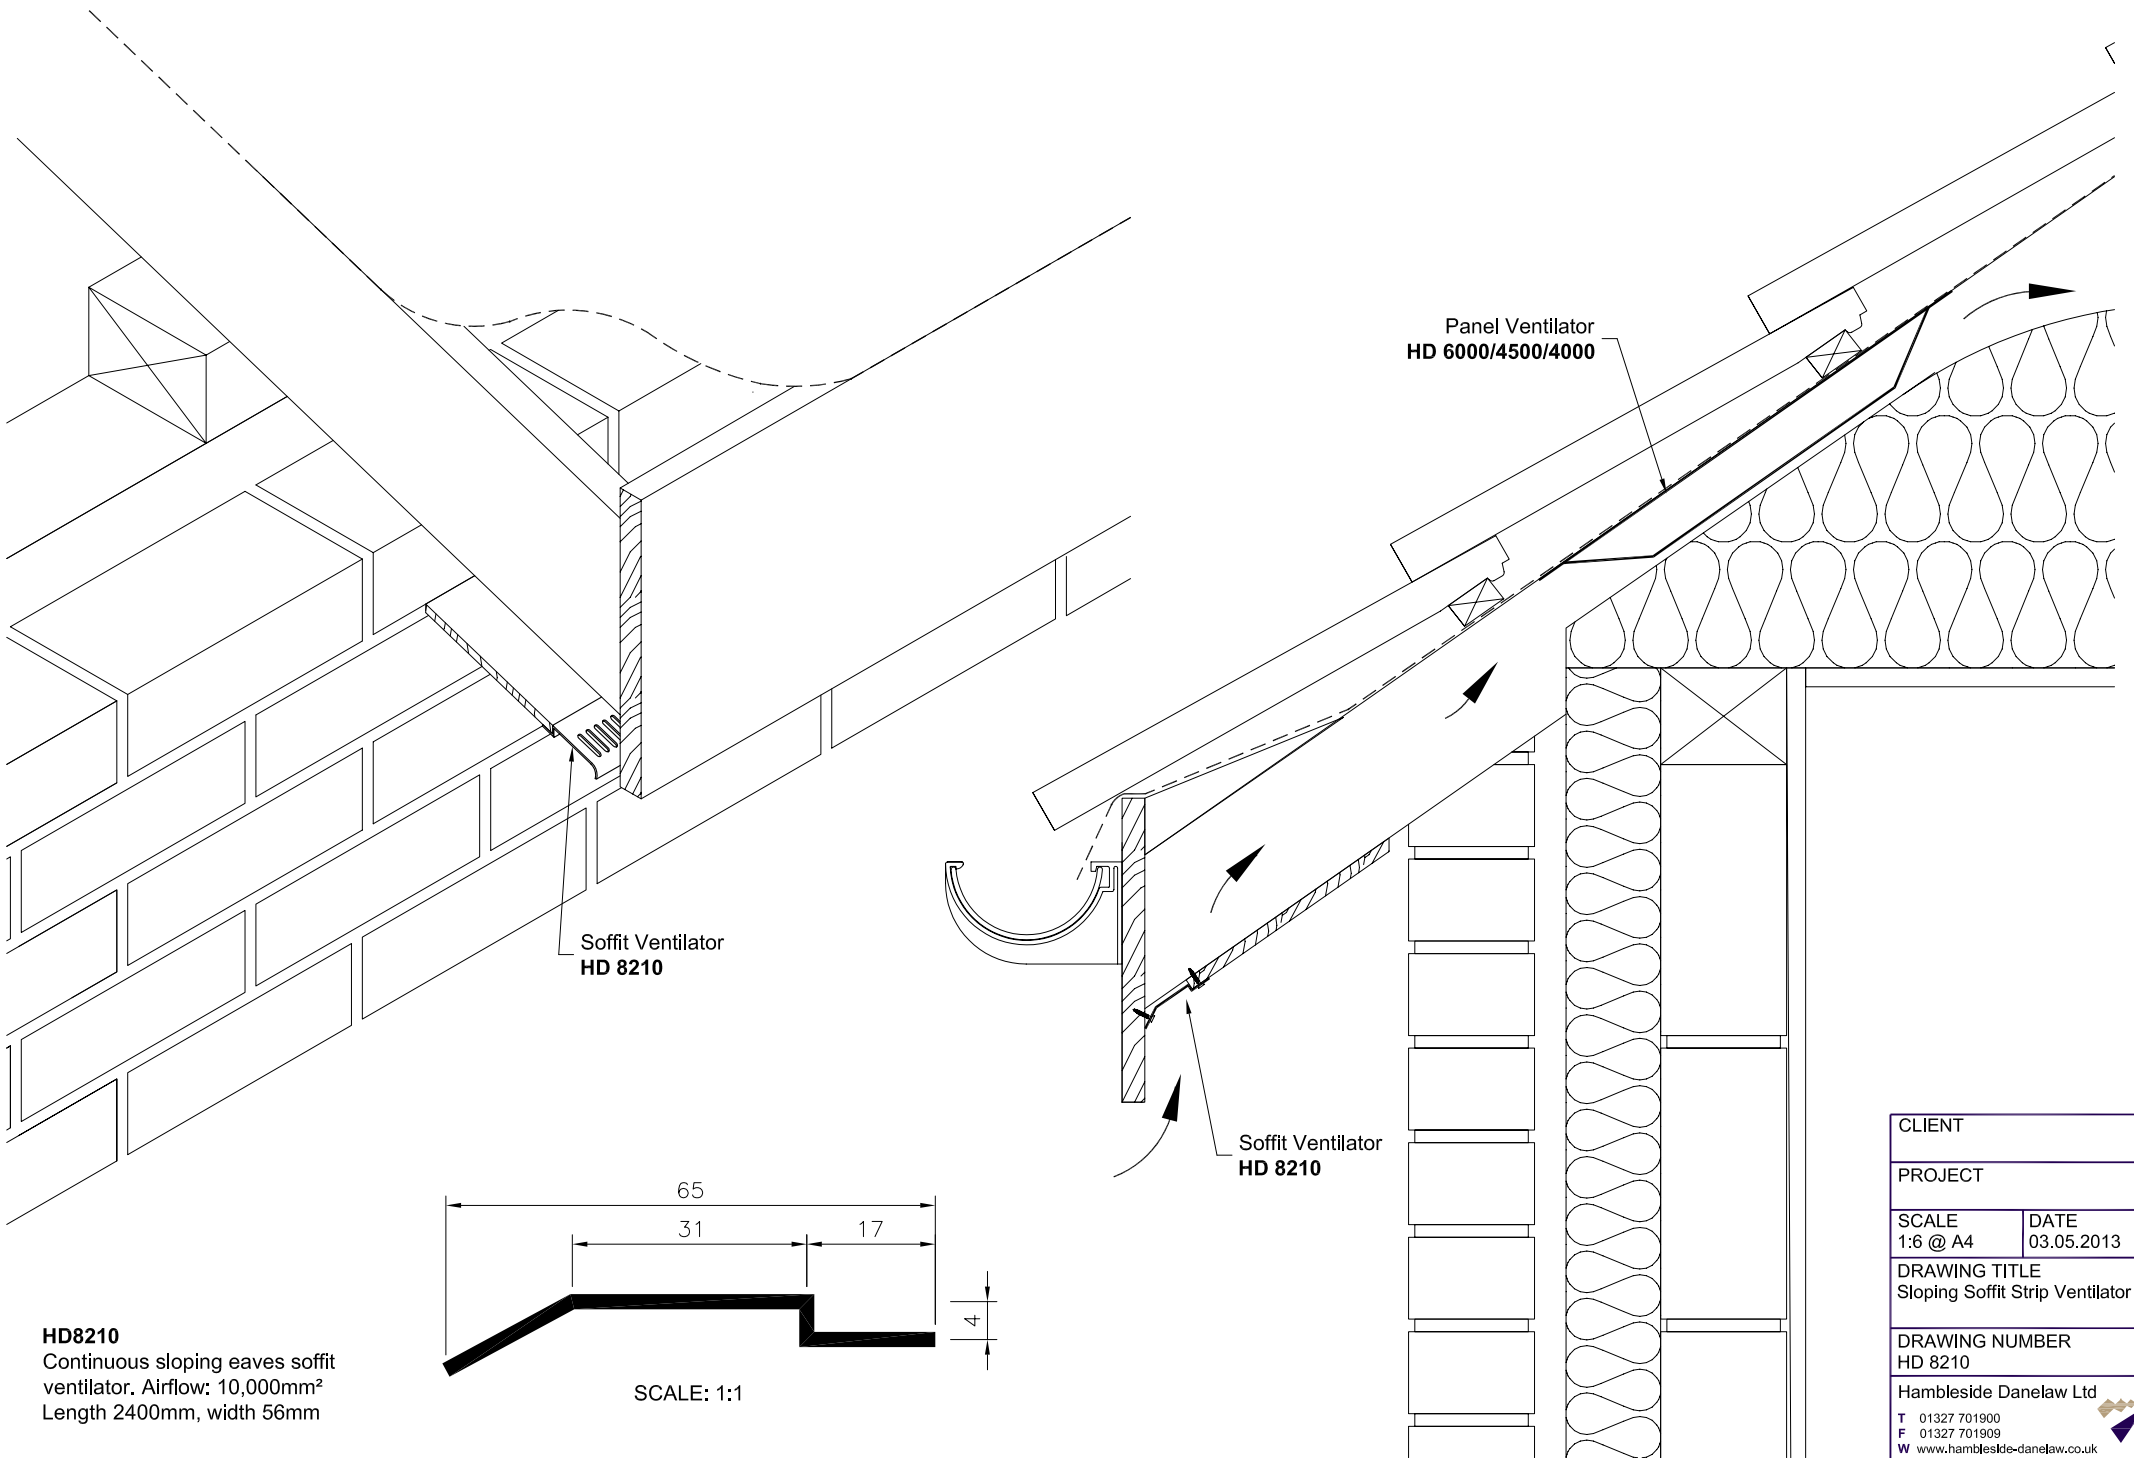 Panel Ventilator
HD 6000/4500/4000
Soffit Ventilator
HD 8210
Soffit Ventilator
HD 8210
65
31
17
4
SCALE: 1:1
HD8210
Continuous sloping eaves soffit
ventilator. Airflow: 10,000mm²
Length 2400mm, width 56mm
CLIENT
PROJECT
SCALE
1:6 @ A4
DATE
03.05.2013
DRAWING TITLE
Sloping Soffit Strip Ventilator
DRAWING NUMBER
HD 8210
Hambleside Danelaw Ltd
T 01327 701900
F 01327 701909
W www.hambleside-danelaw.co.uk